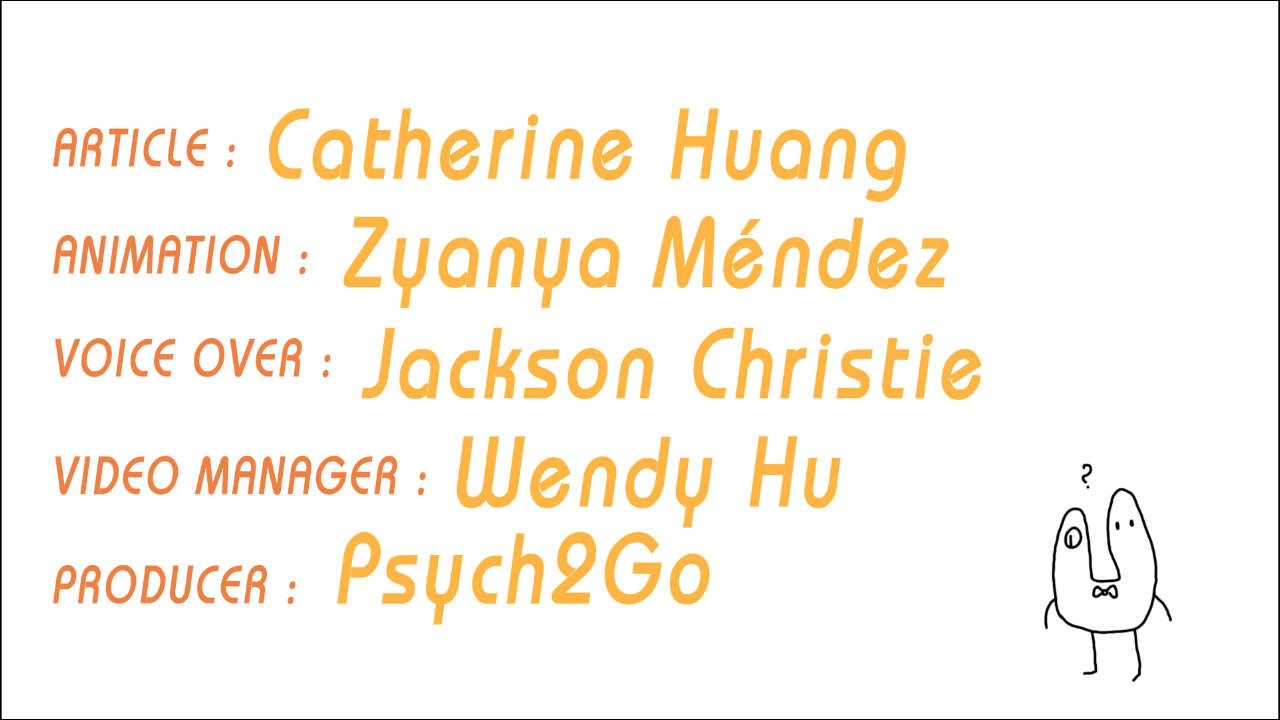 ARTICLE : Catherine Huang
ANIMATION : Zyanya Méndez
VOICE OVER : Jackson Christie
VIDEO MANAGER : Wendy Hu
PRODUCER : Psych2Go
?